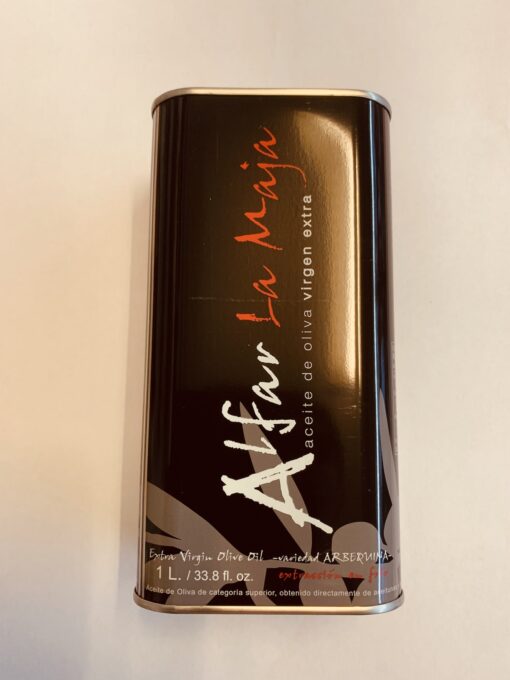 Alfar La Maja
aceite de oliva virgen extra
Extra Virgin Olive Oil -variedad ARBEQUINA-
1 L. / 33.8 fl. oz. extracción en frío
Aceite de Oliva de categoría superior, obtenido directamente de